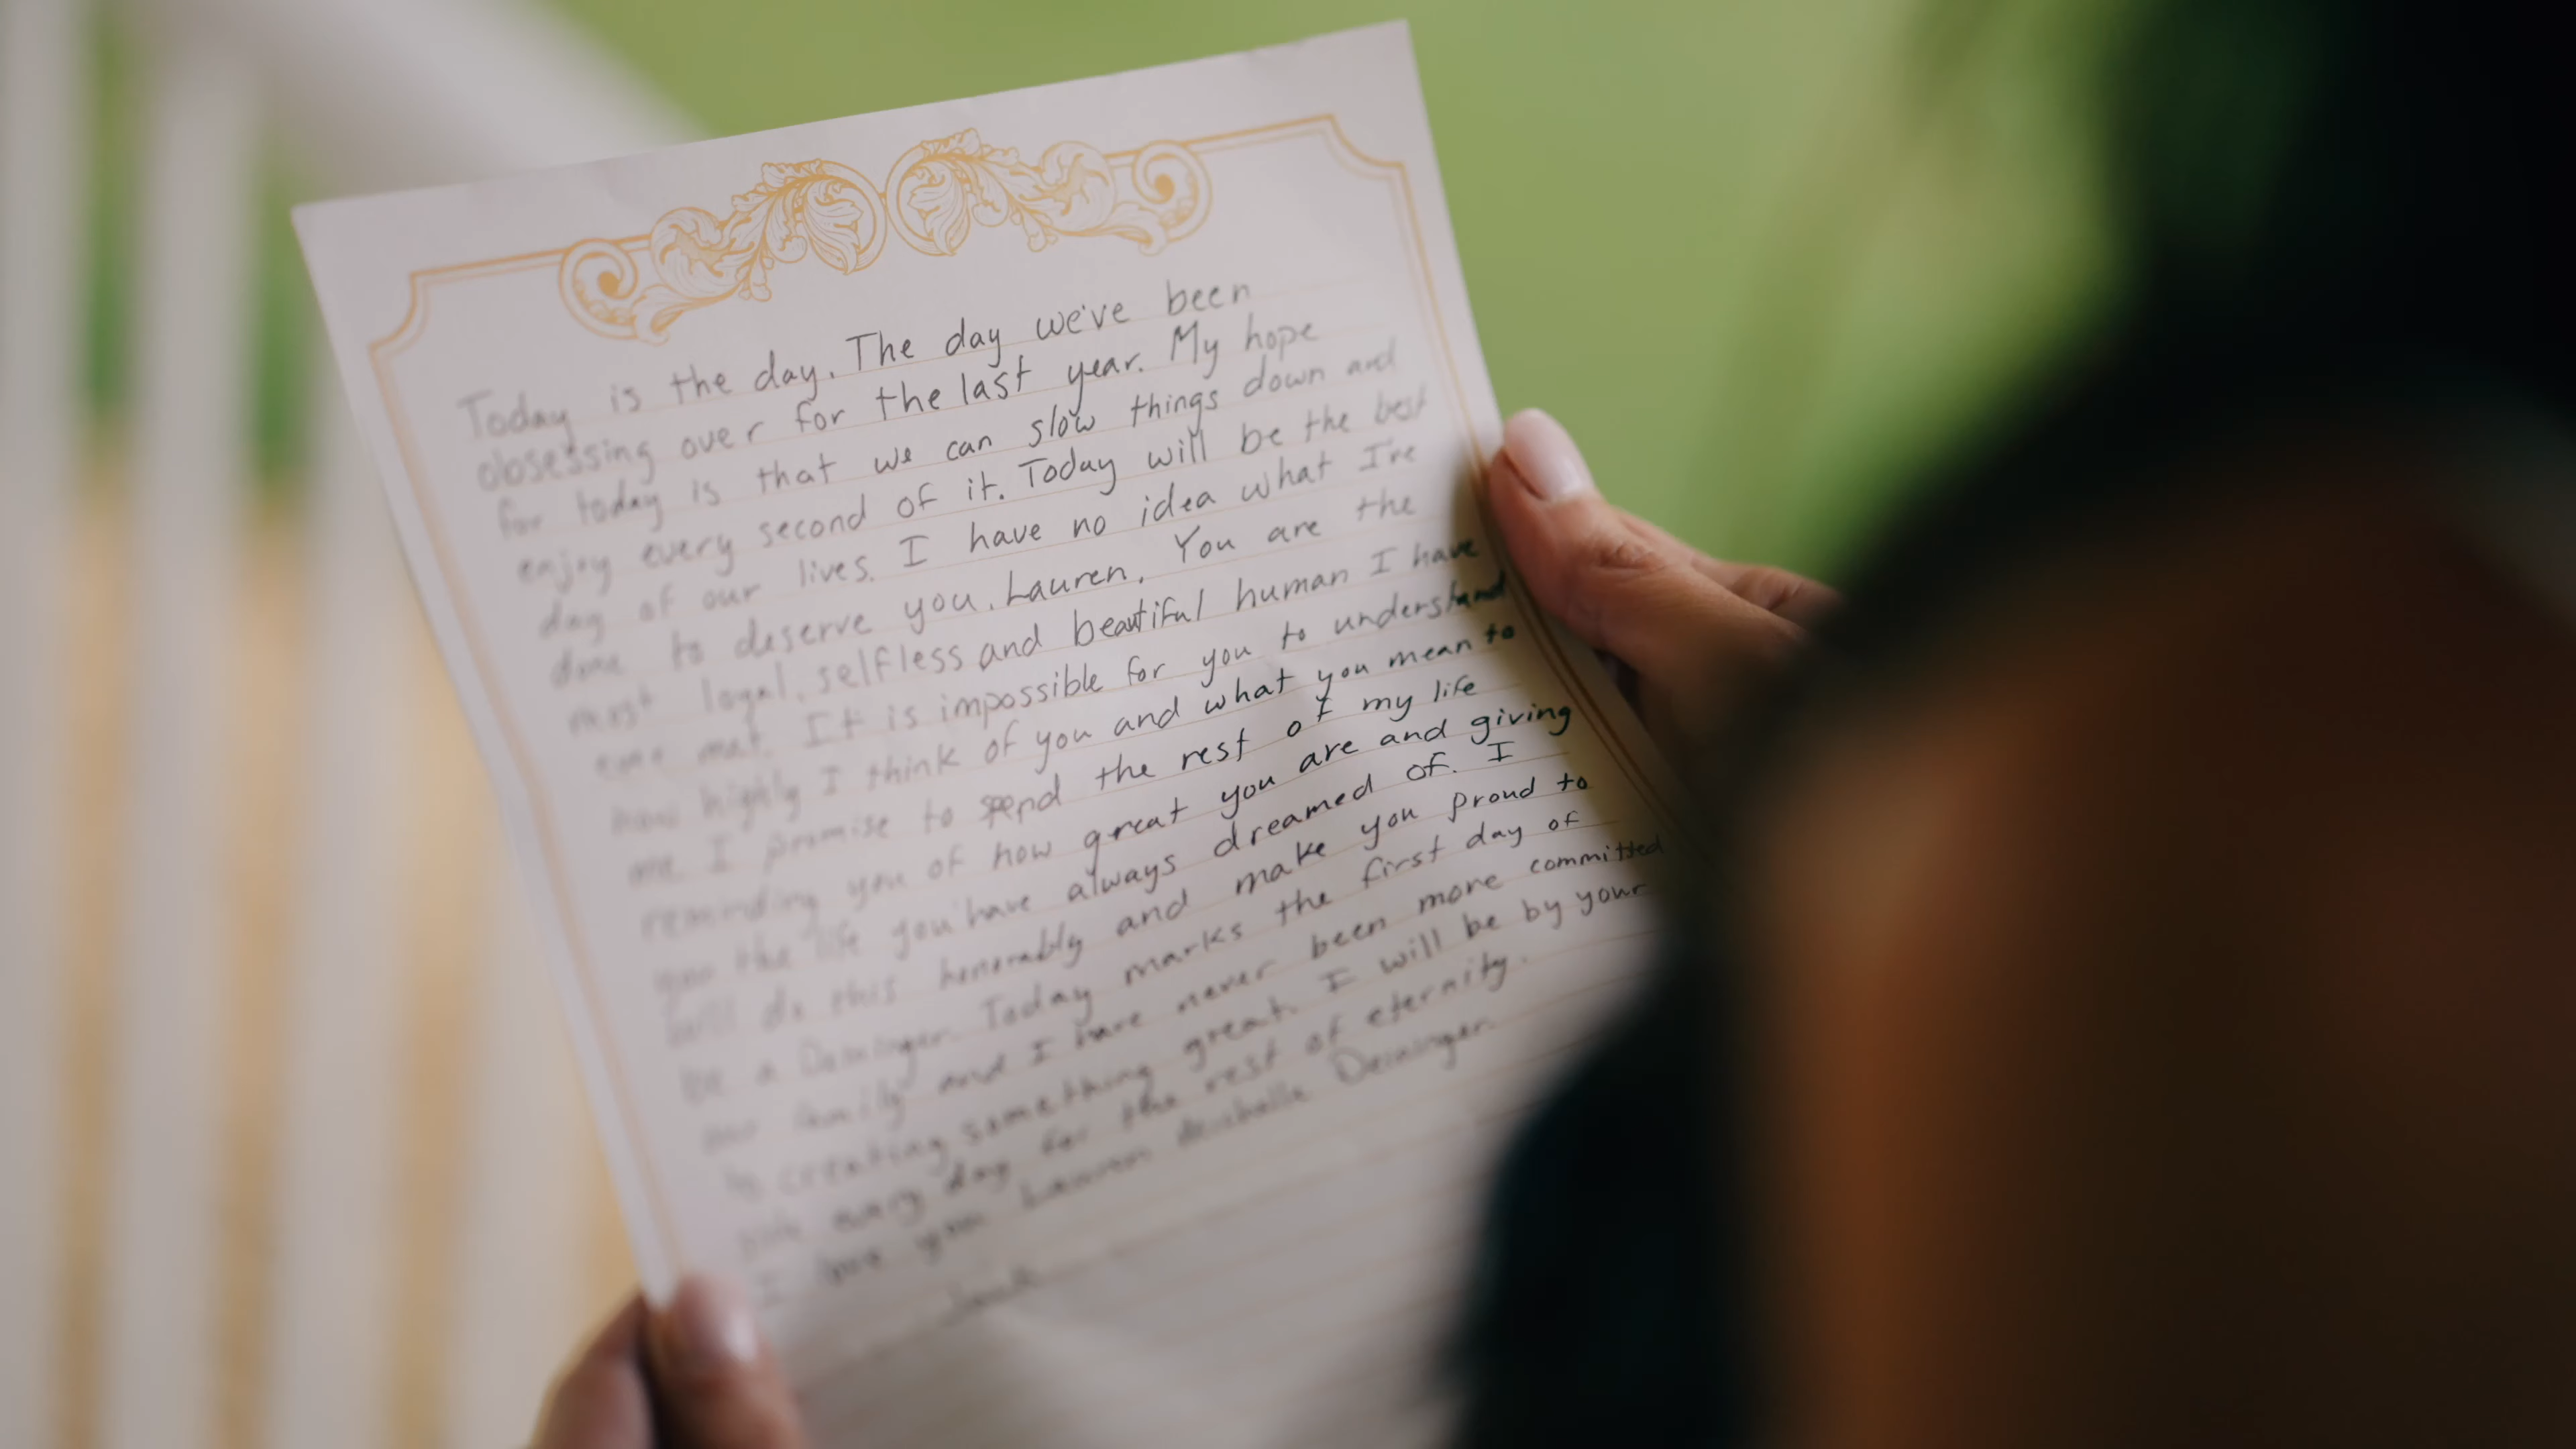 Today is the day. The day we've been
obsessing over for the last year. My hope
for today is that we can slow things down and
enjoy every second of it. Today will be the best
day of our lives. I have no idea what I've
done to deserve you, Lauren. You are the
most loyal, selfless and beautiful human I have
ever met. It is impossible for you to understand
how highly I think of you and what you mean to
me. I promise to spend the rest of my life
reminding you of how great you are and giving
you the life you have always dreamed of. I
will do this honorably and make you proud to
be a Deininger. Today marks the first day of
our family and I have never been more committed
to creating something great. I will be by your
side every day for the rest of eternity.
I love you Lauren Deininger.